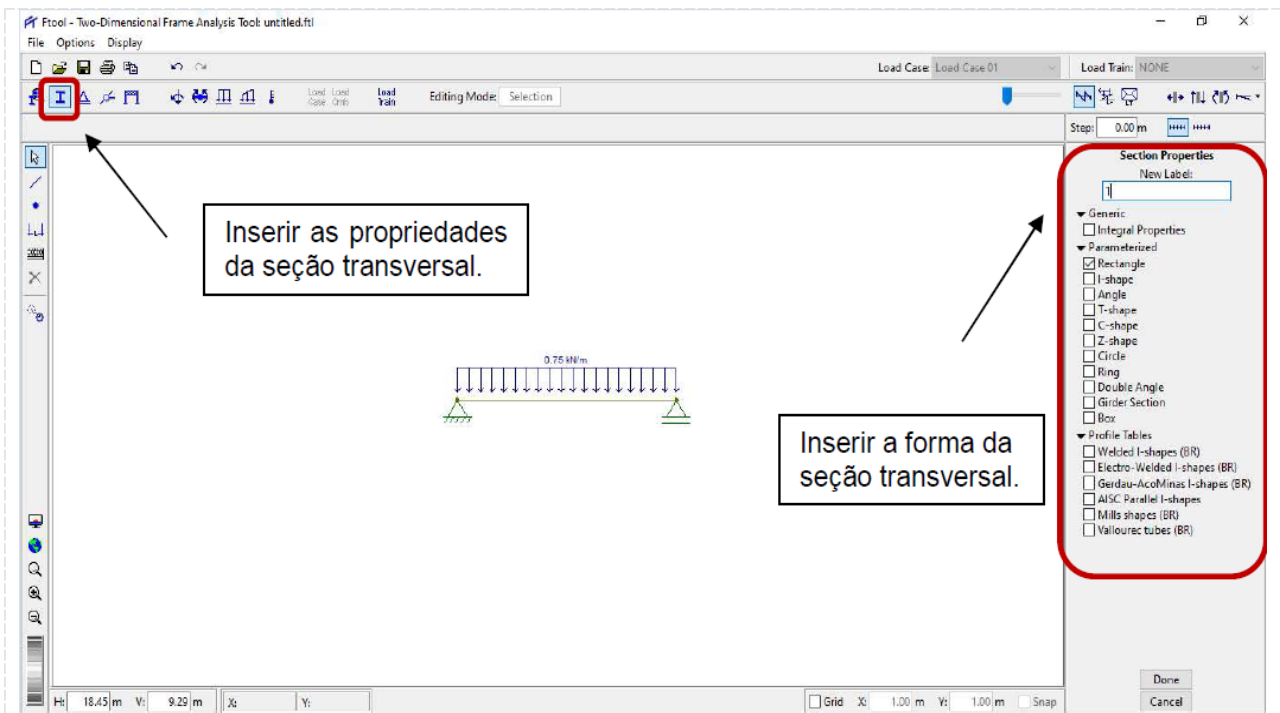 Ftool - Two-Dimensional Frame Analysis Tool: untitled.ftl
File Options Display
Load Case: Load Case 01
Load Train: NONE
Load Case
Load Cmb
Load Train
Editing Mode: Selection
Step: 0.00 m
Section Properties
New Label:
1
Generic
Integral Properties
Parameterized
Rectangle
I-shape
Angle
T-shape
C-shape
Z-shape
Circle
Ring
Double Angle
Girder Section
Box
Profile Tables
Welded I-shapes (BR)
Electro-Welded I-shapes (BR)
Gerdau-AcoMinas I-shapes (BR)
AISC Parallel I-shapes
Mills shapes (BR)
Vallourec tubes (BR)
Inserir as propriedades
da seção transversal.
0.75 kN/m
Inserir a forma da
seção transversal.
Done
Cancel
H: 18.45 m V: 9.29 m X: Y: Grid X: 1.00 m Y: 1.00 m Snap